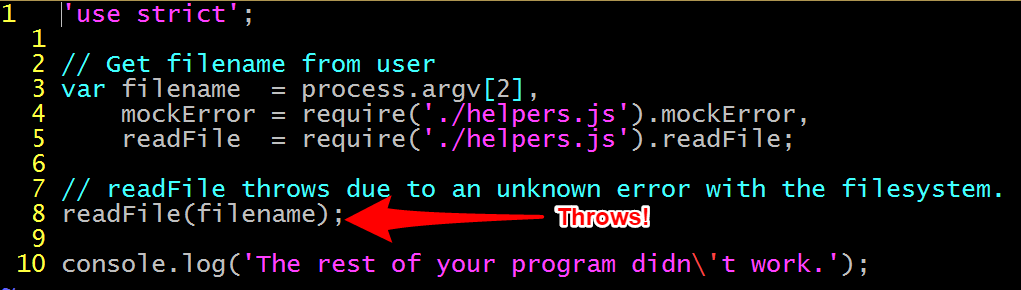 1 'use strict';
1
2 // Get filename from user
3 var filename  = process.argv[2],
4     mockError = require('./helpers.js').mockError,
5     readFile  = require('./helpers.js').readFile;
6
7 // readFile throws due to an unknown error with the filesystem.
8 readFile(filename); Throws!
9
10 console.log('The rest of your program didn\'t work.');